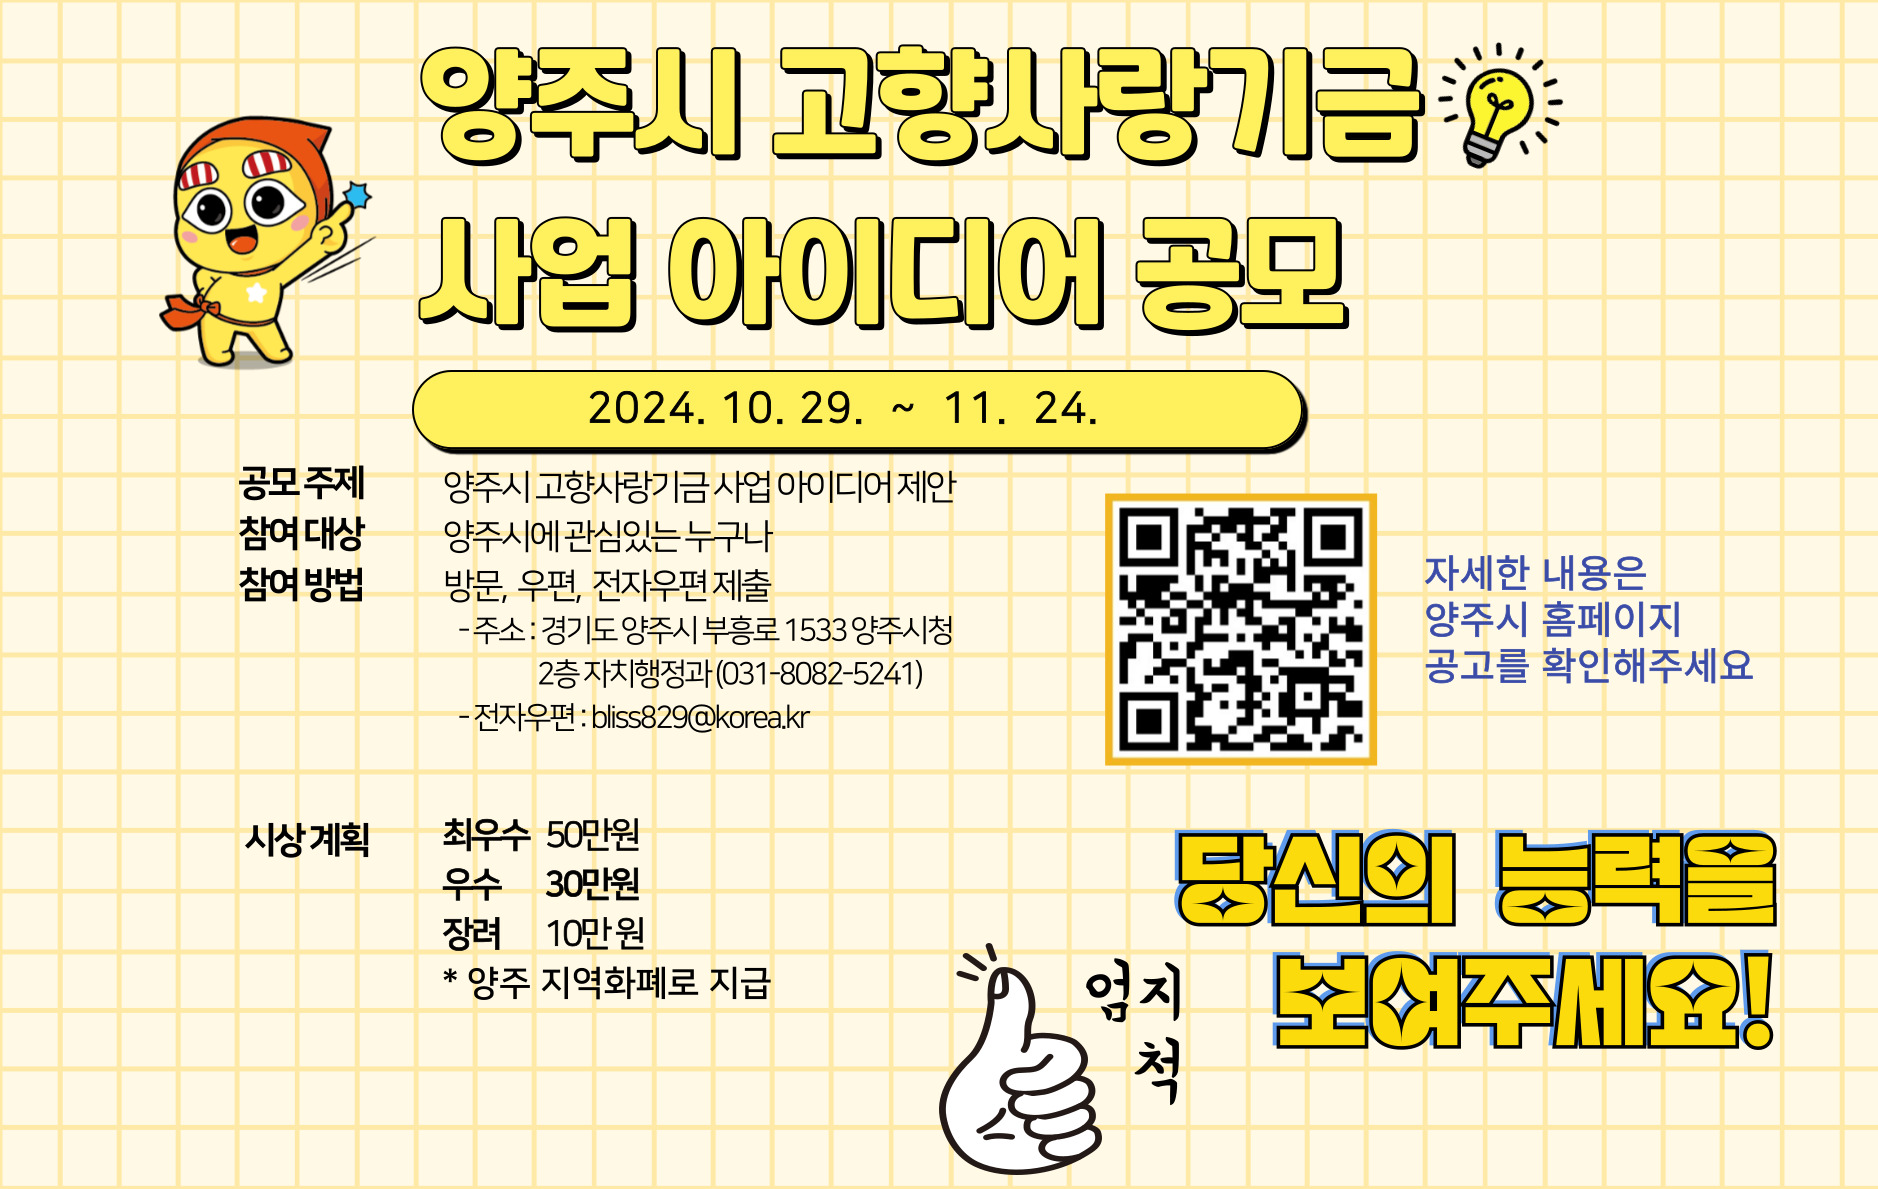 양주시 고향사랑기금
사업 아이디어 공모
2024. 10. 29. ~ 11. 24.
공모 주제 양주시 고향사랑기금 사업 아이디어 제안
참여 대상 양주시에 관심있는 누구나
참여 방법 방문, 우편, 전자우편 제출
- 주소 : 경기도 양주시 부흥로 1533 양주시청
2층 자치행정과 (031-8082-5241)
- 전자우편 : bliss829@korea.kr
자세한 내용은
양주시 홈페이지
공고를 확인해주세요
시상 계획 최우수 50만원
우수 30만원
장려 10만 원
* 양주 지역화폐로 지급
당신의 능력을
보여주세요!
엄지
척